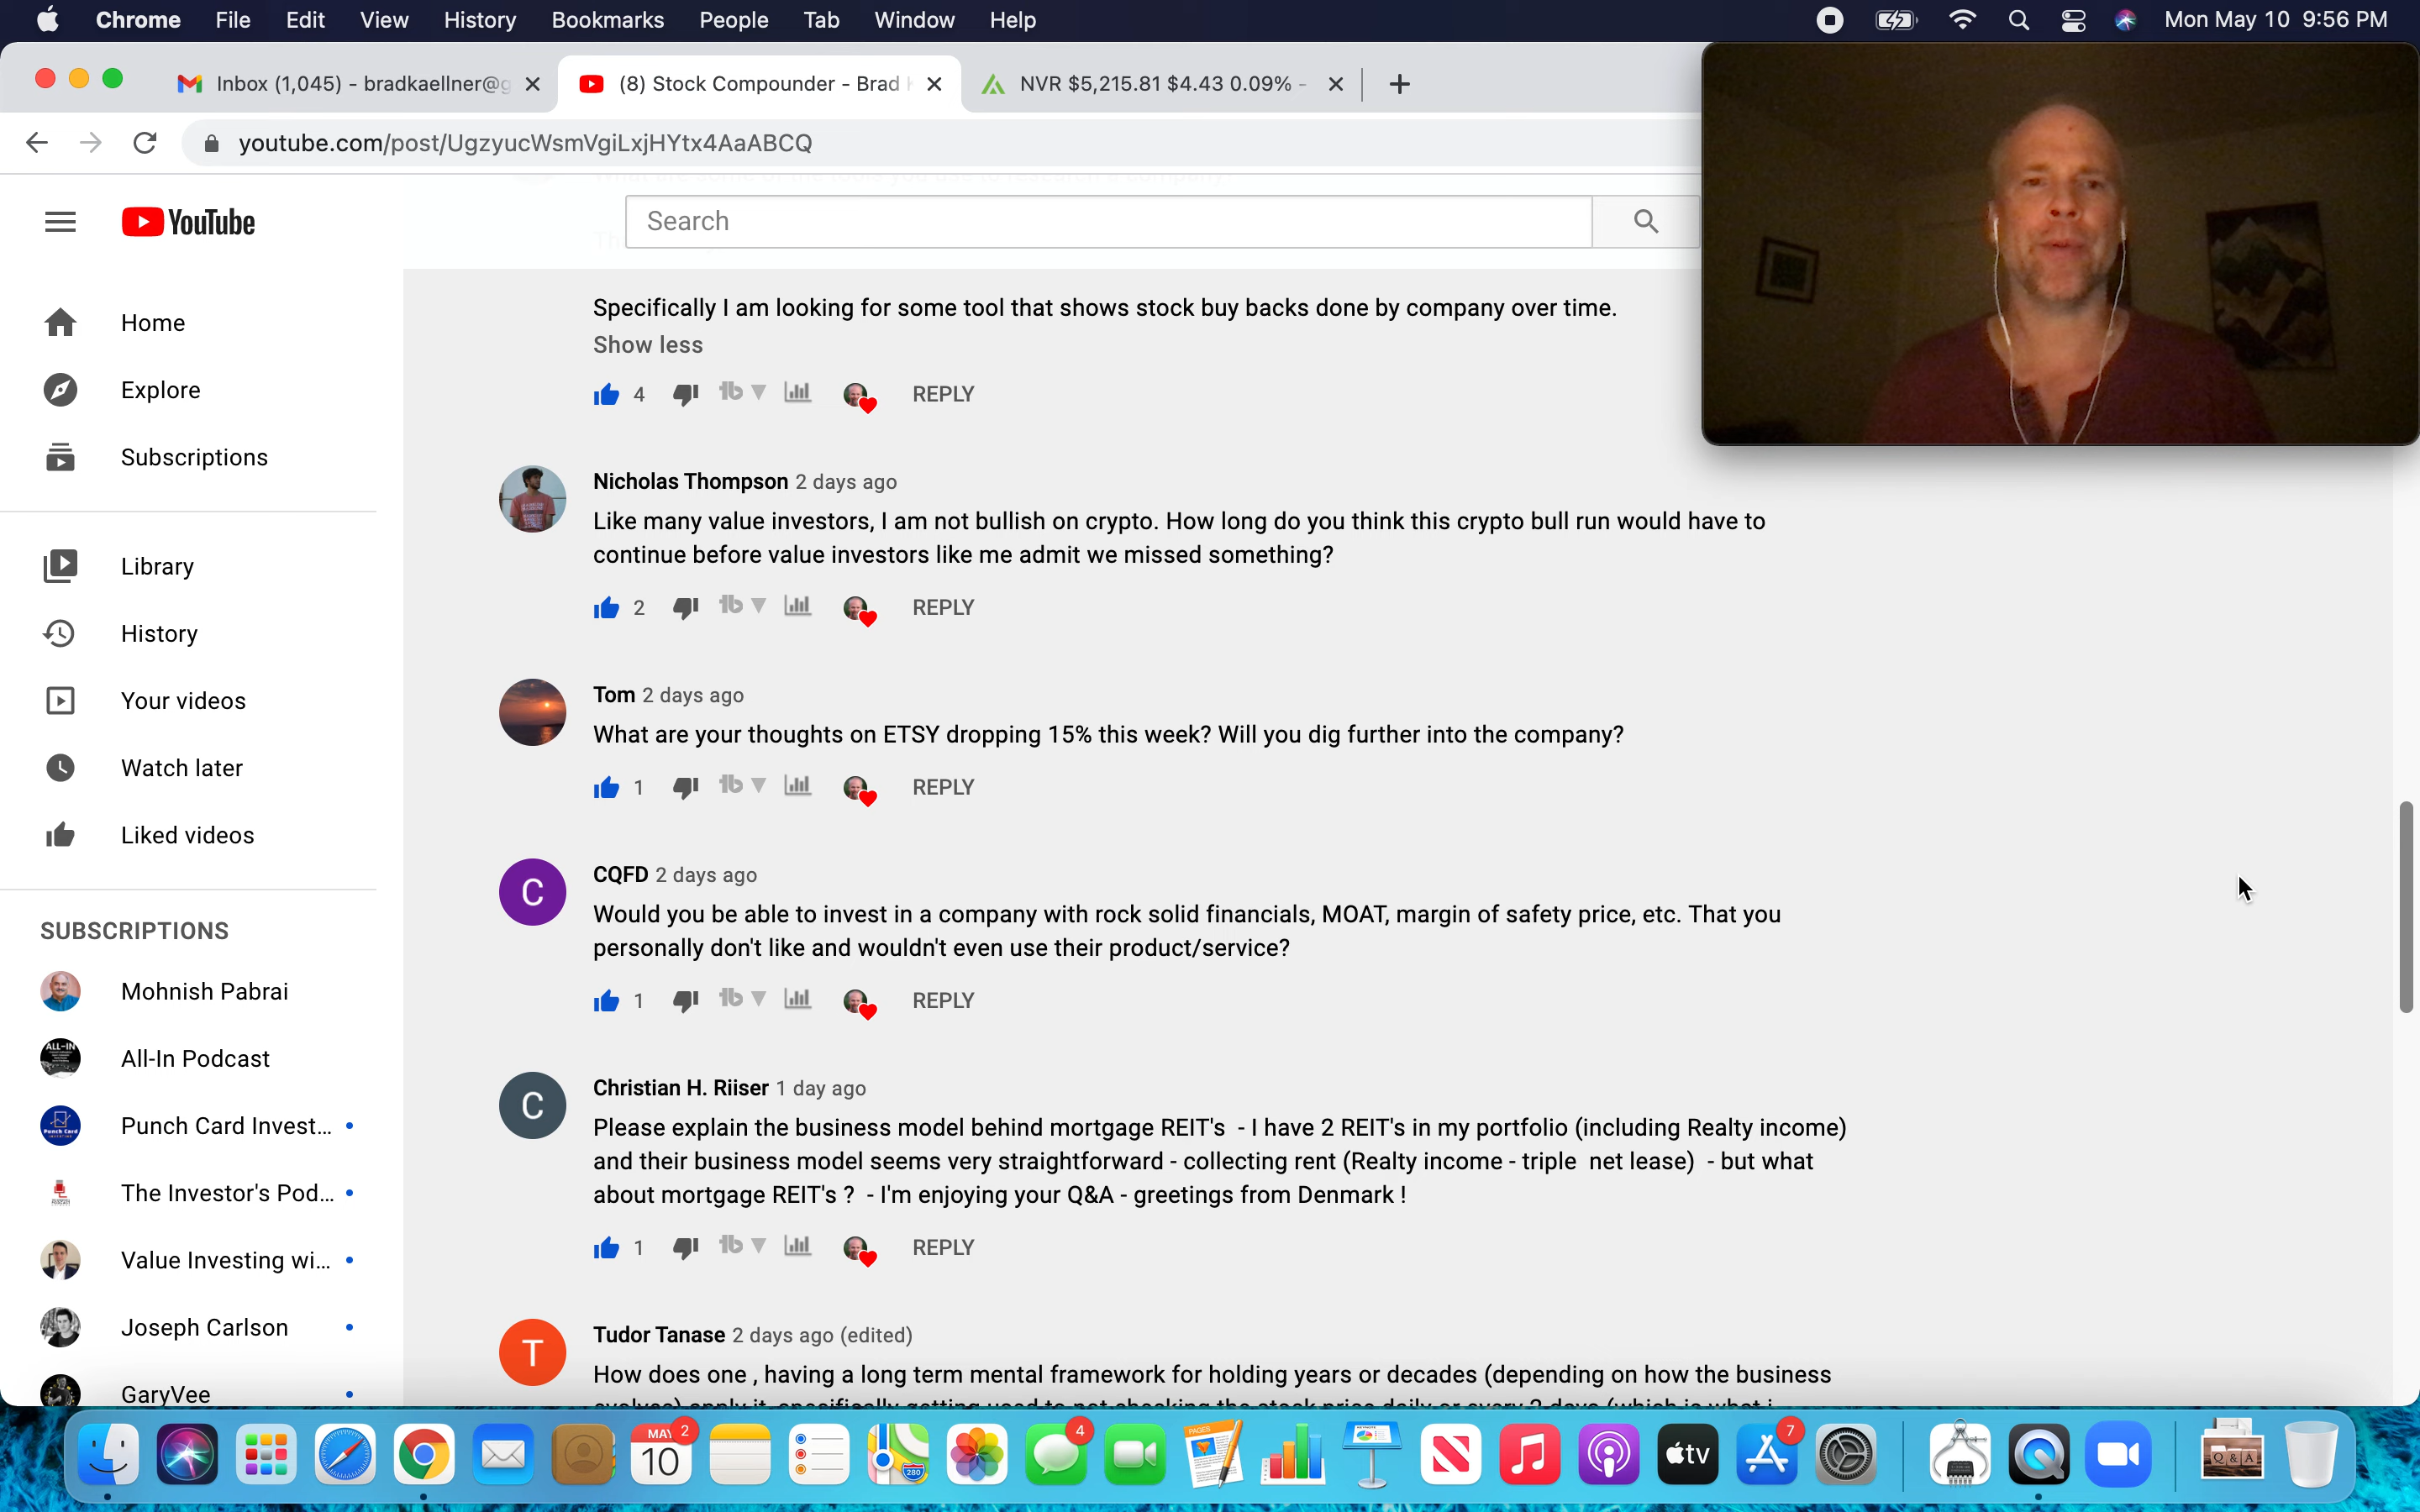 Chrome File Edit View History Bookmarks People Tab Window Help Mon May 10 9:56 PM
Inbox (1,045) - bradkaellner@g (8) Stock Compounder - Brad NVR $5,215.81 $4.43 0.09% -
youtube.com/post/UgzyucWsmVgiLxjHYtx4AaABCQ
YouTube
Search
Home
Explore
Subscriptions
Library
History
Your videos
Watch later
Liked videos
SUBSCRIPTIONS
Mohnish Pabrai
ALL-IN
All-In Podcast
Punch Card Invest...
The Investor's Pod...
Value Investing wi...
Joseph Carlson
GaryVee
Specifically I am looking for some tool that shows stock buy backs done by company over time.
Show less
4 REPLY
Nicholas Thompson 2 days ago
Like many value investors, I am not bullish on crypto. How long do you think this crypto bull run would have to
continue before value investors like me admit we missed something?
2 REPLY
Tom 2 days ago
What are your thoughts on ETSY dropping 15% this week? Will you dig further into the company?
1 REPLY
C
CQFD 2 days ago
Would you be able to invest in a company with rock solid financials, MOAT, margin of safety price, etc. That you
personally don't like and wouldn't even use their product/service?
1 REPLY
C
Christian H. Riiser 1 day ago
Please explain the business model behind mortgage REIT's - I have 2 REIT's in my portfolio (including Realty income)
and their business model seems very straightforward - collecting rent (Realty income - triple net lease) - but what
about mortgage REIT's ? - I'm enjoying your Q&A - greetings from Denmark !
1 REPLY
T
Tudor Tanase 2 days ago (edited)
How does one , having a long term mental framework for holding years or decades (depending on how the business
MAY 2
10
280
4
PAGES
tv
7
Q & A